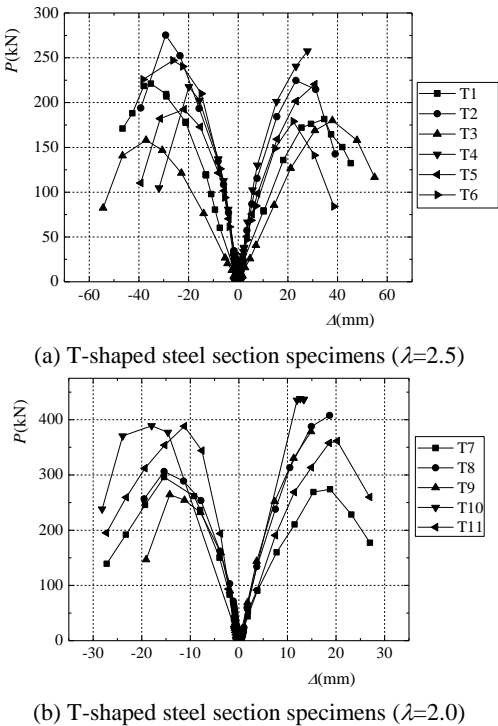 P(kN)
300
250
200
150
100
50
0
-60 -40 -20 0 20 40 60
Δ(mm)
T1
T2
T3
T4
T5
T6
(a) T-shaped steel section specimens (λ=2.5)
P(kN)
400
300
200
100
0
-30 -20 -10 0 10 20 30
Δ(mm)
T7
T8
T9
T10
T11
(b) T-shaped steel section specimens (λ=2.0)